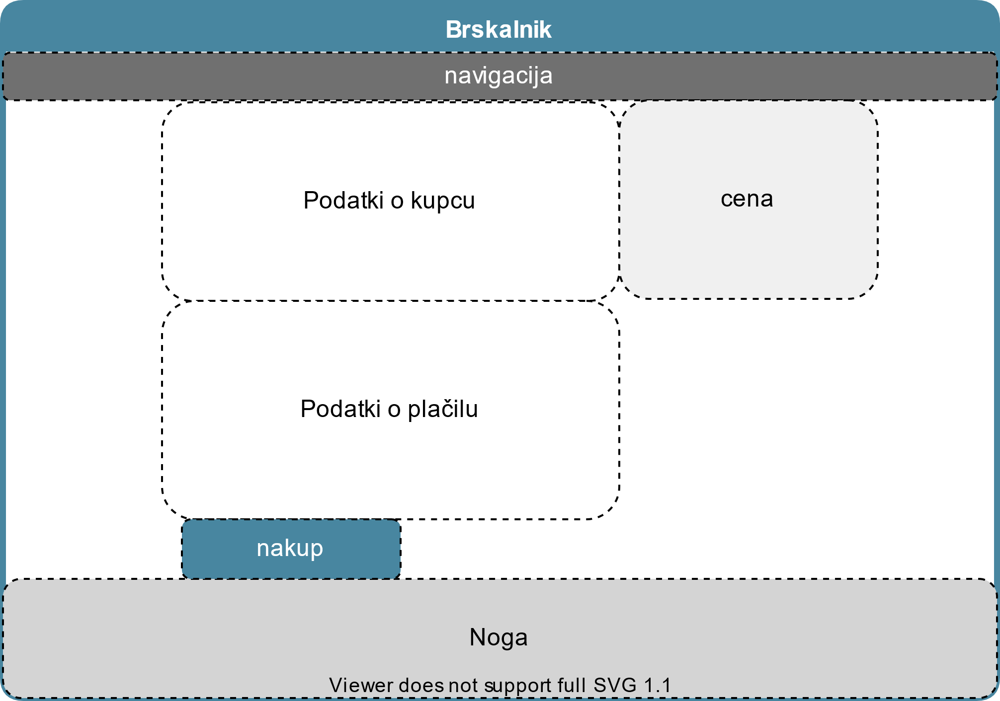 Brskalnik
navigacija
Podatki o kupcu
cena
Podatki o plačilu
nakup
Noga
Viewer does not support full SVG 1.1